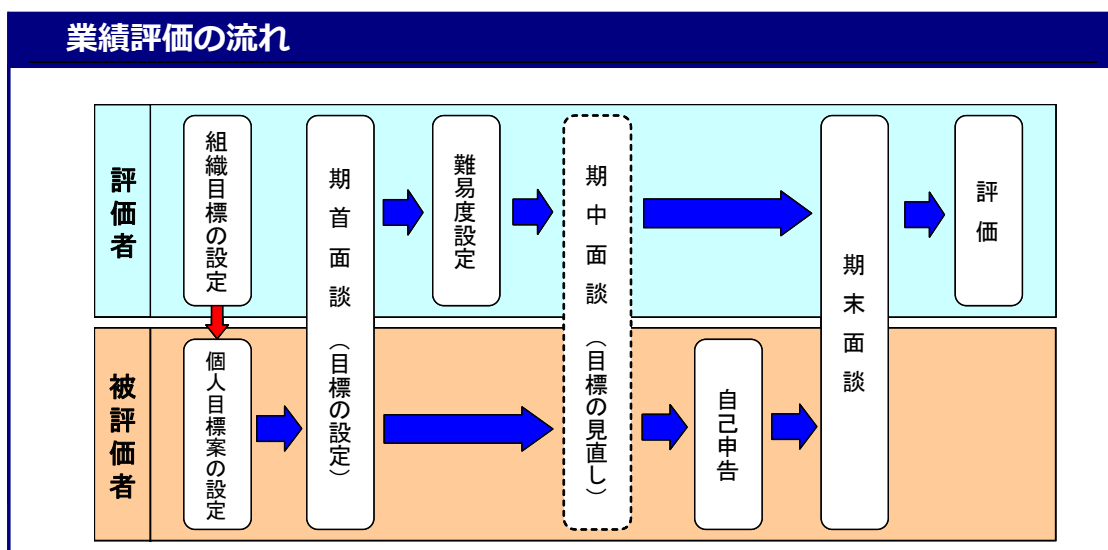 業績評価の流れ
評価者
組織目標の設定
期首面談（目標の設定）
難易度設定
期中面談（目標の見直し）
期末面談
評価
被評価者
個人目標案の設定
自己申告